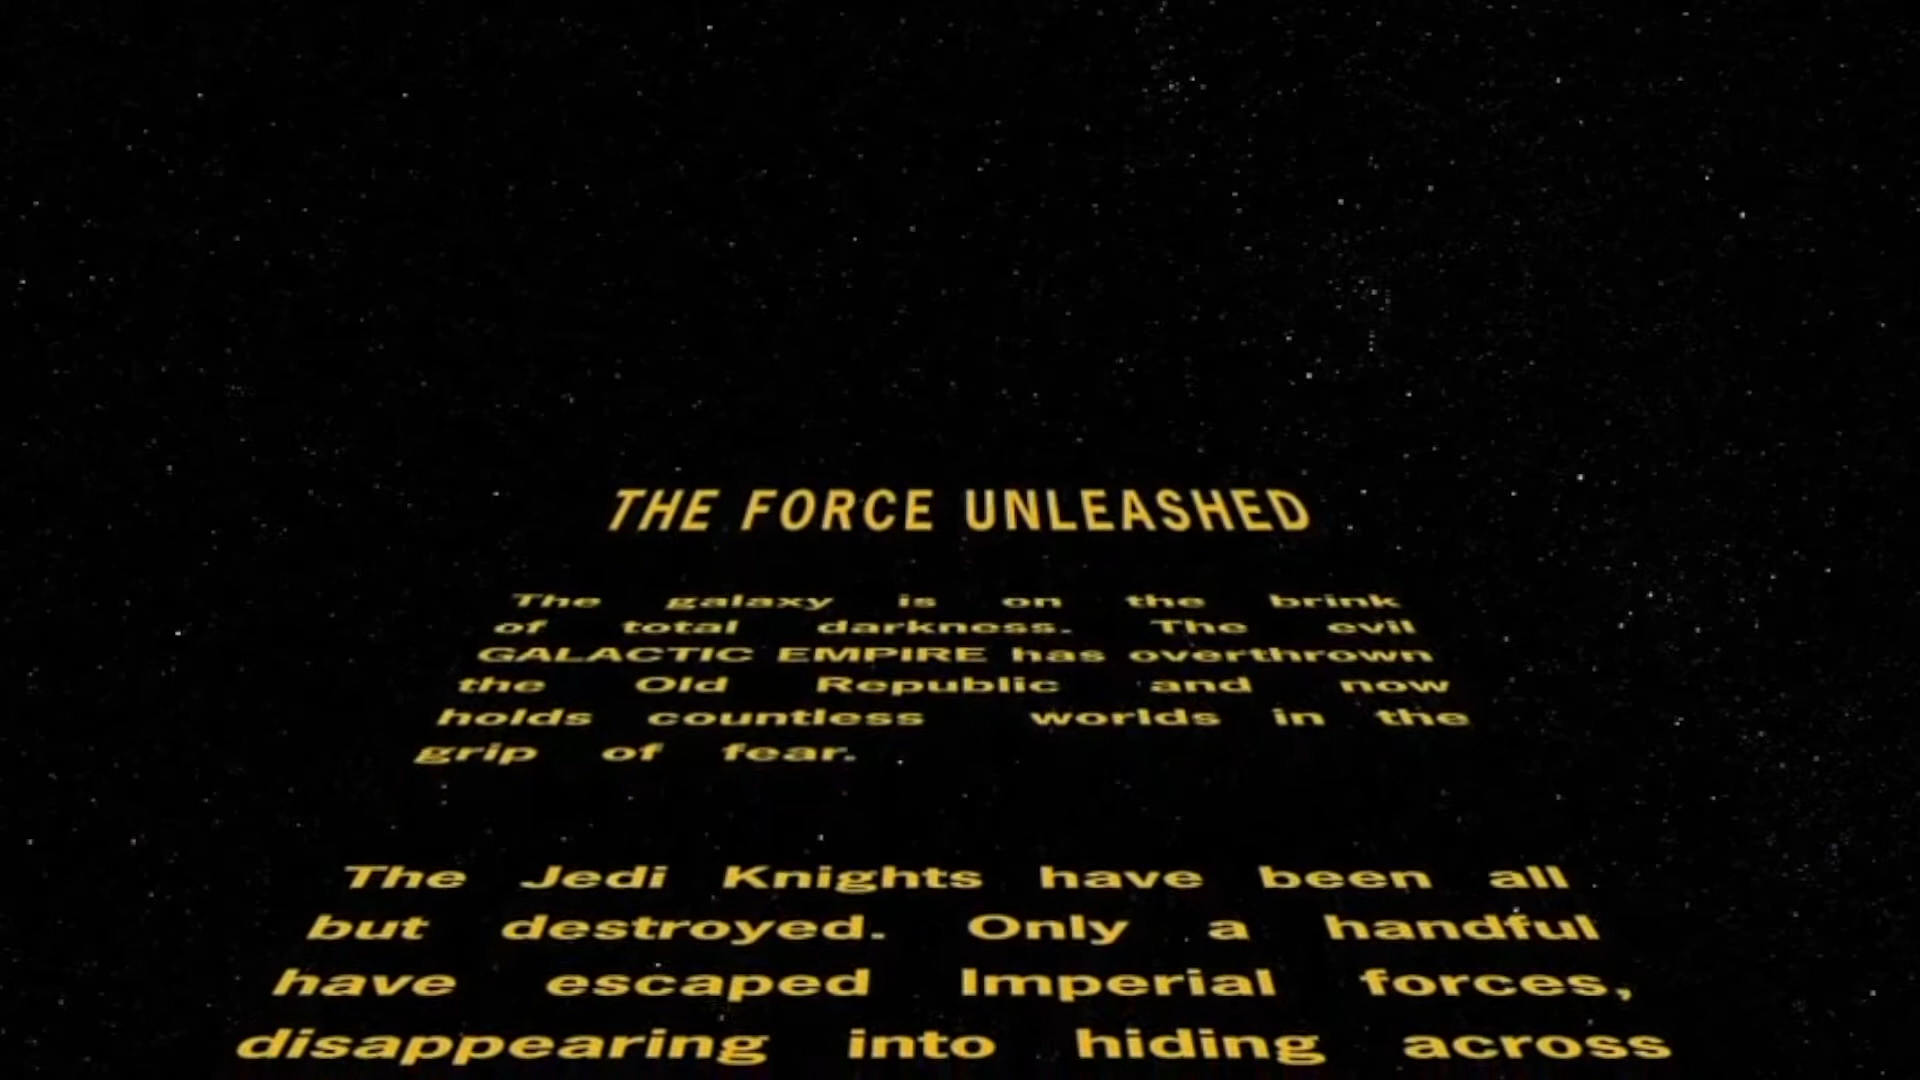 THE FORCE UNLEASHED
The galaxy is on the brink
of total darkness. The evil
GALACTIC EMPIRE has overthrown
the Old Republic and now
holds countless worlds in the
grip of fear.
The Jedi Knights have been all
but destroyed. Only a handful
have escaped Imperial forces,
disappearing into hiding across